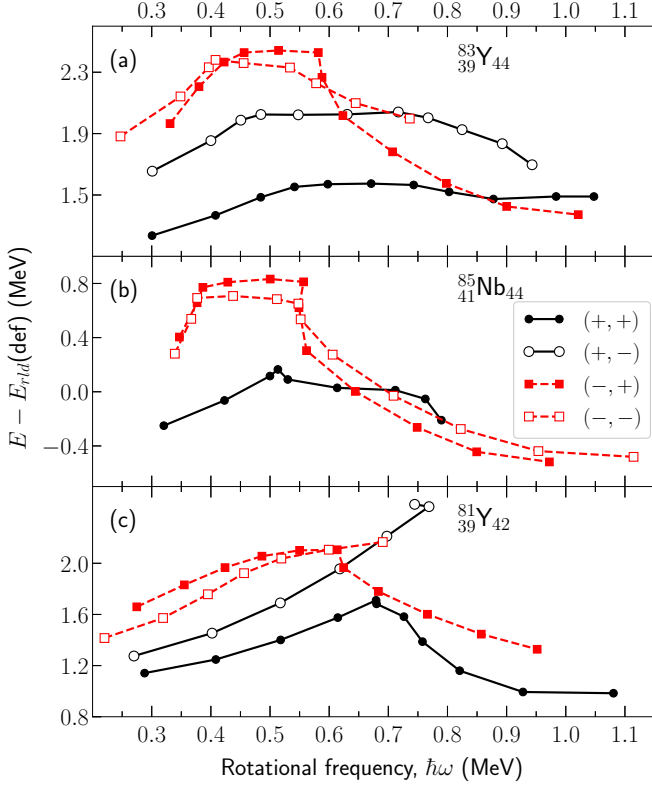 0.3 0.4 0.5 0.6 0.7 0.8 0.9 1.0 1.1
(a)
$^{83}_{39}$Y$_{44}$
2.3
1.9
1.5
(b)
$^{85}_{41}$Nb$_{44}$
0.8
0.4
0.0
−0.4
(+, +)
(+, −)
(−, +)
(−, −)
E − E$_{rld}$(def) (MeV)
(c)
$^{81}_{39}$Y$_{42}$
2.0
1.6
1.2
0.8
0.3 0.4 0.5 0.6 0.7 0.8 0.9 1.0 1.1
Rotational frequency, ℏω (MeV)